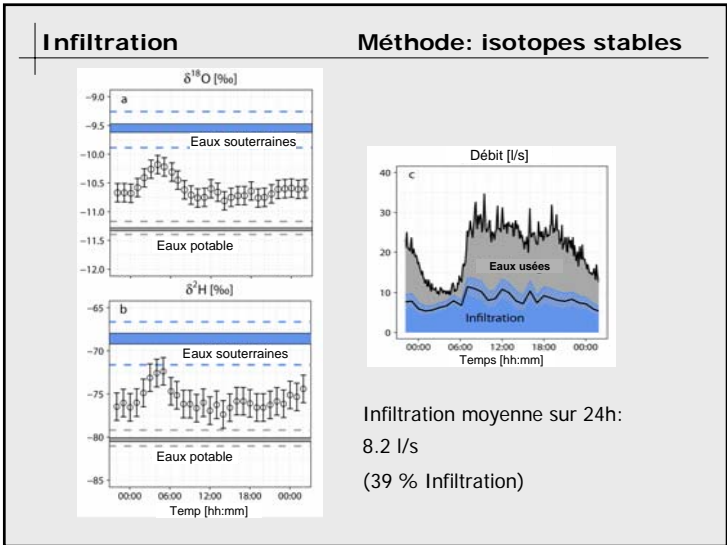 Infiltration Méthode: isotopes stables
δ18O [‰]
a
-9.0
-9.5
Eaux souterraines
-10.0
-10.5
-11.0
-11.5
Eaux potable
-12.0
δ2H [‰]
b
-65
-70
Eaux souterraines
-75
-80
Eaux potable
-85
00:00 06:00 12:00 18:00 00:00
Temp [hh:mm]
Débit [l/s]
c
40
30
20
Eaux usées
10
Infiltration
0
00:00 06:00 12:00 18:00 00:00
Temps [hh:mm]
Infiltration moyenne sur 24h:
8.2 l/s
(39 % Infiltration)